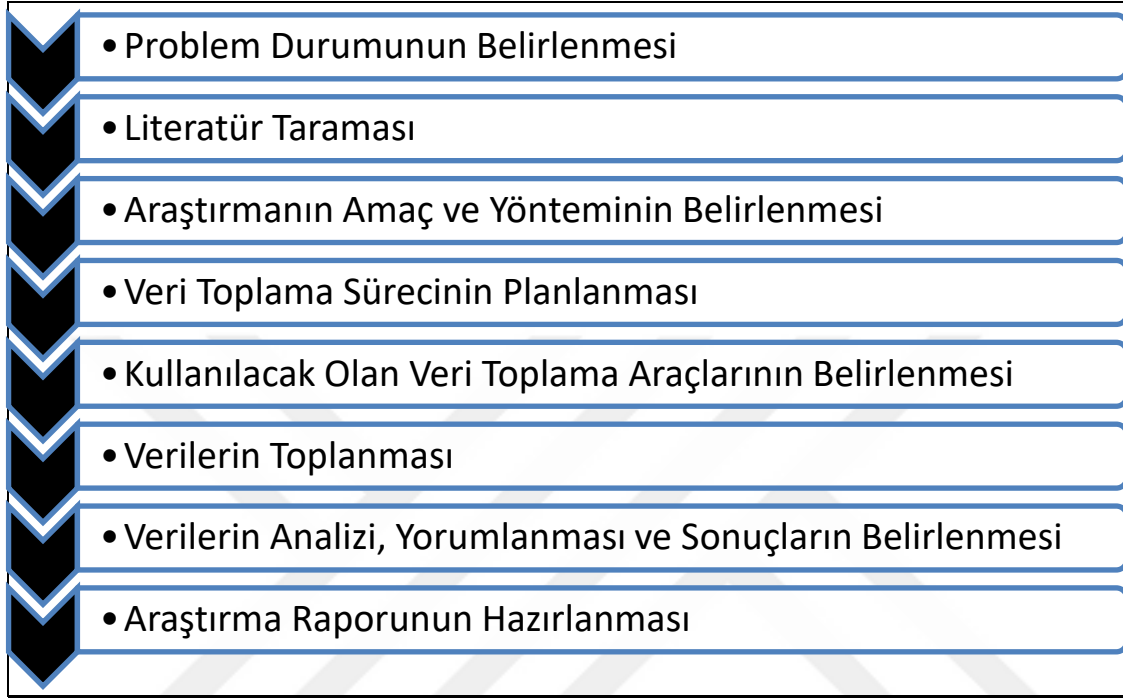 • Problem Durumunun Belirlenmesi
• Literatür Taraması
• Araştırmanın Amaç ve Yönteminin Belirlenmesi
• Veri Toplama Sürecinin Planlanması
• Kullanılacak Olan Veri Toplama Araçlarının Belirlenmesi
• Verilerin Toplanması
• Verilerin Analizi, Yorumlanması ve Sonuçların Belirlenmesi
• Araştırma Raporunun Hazırlanması